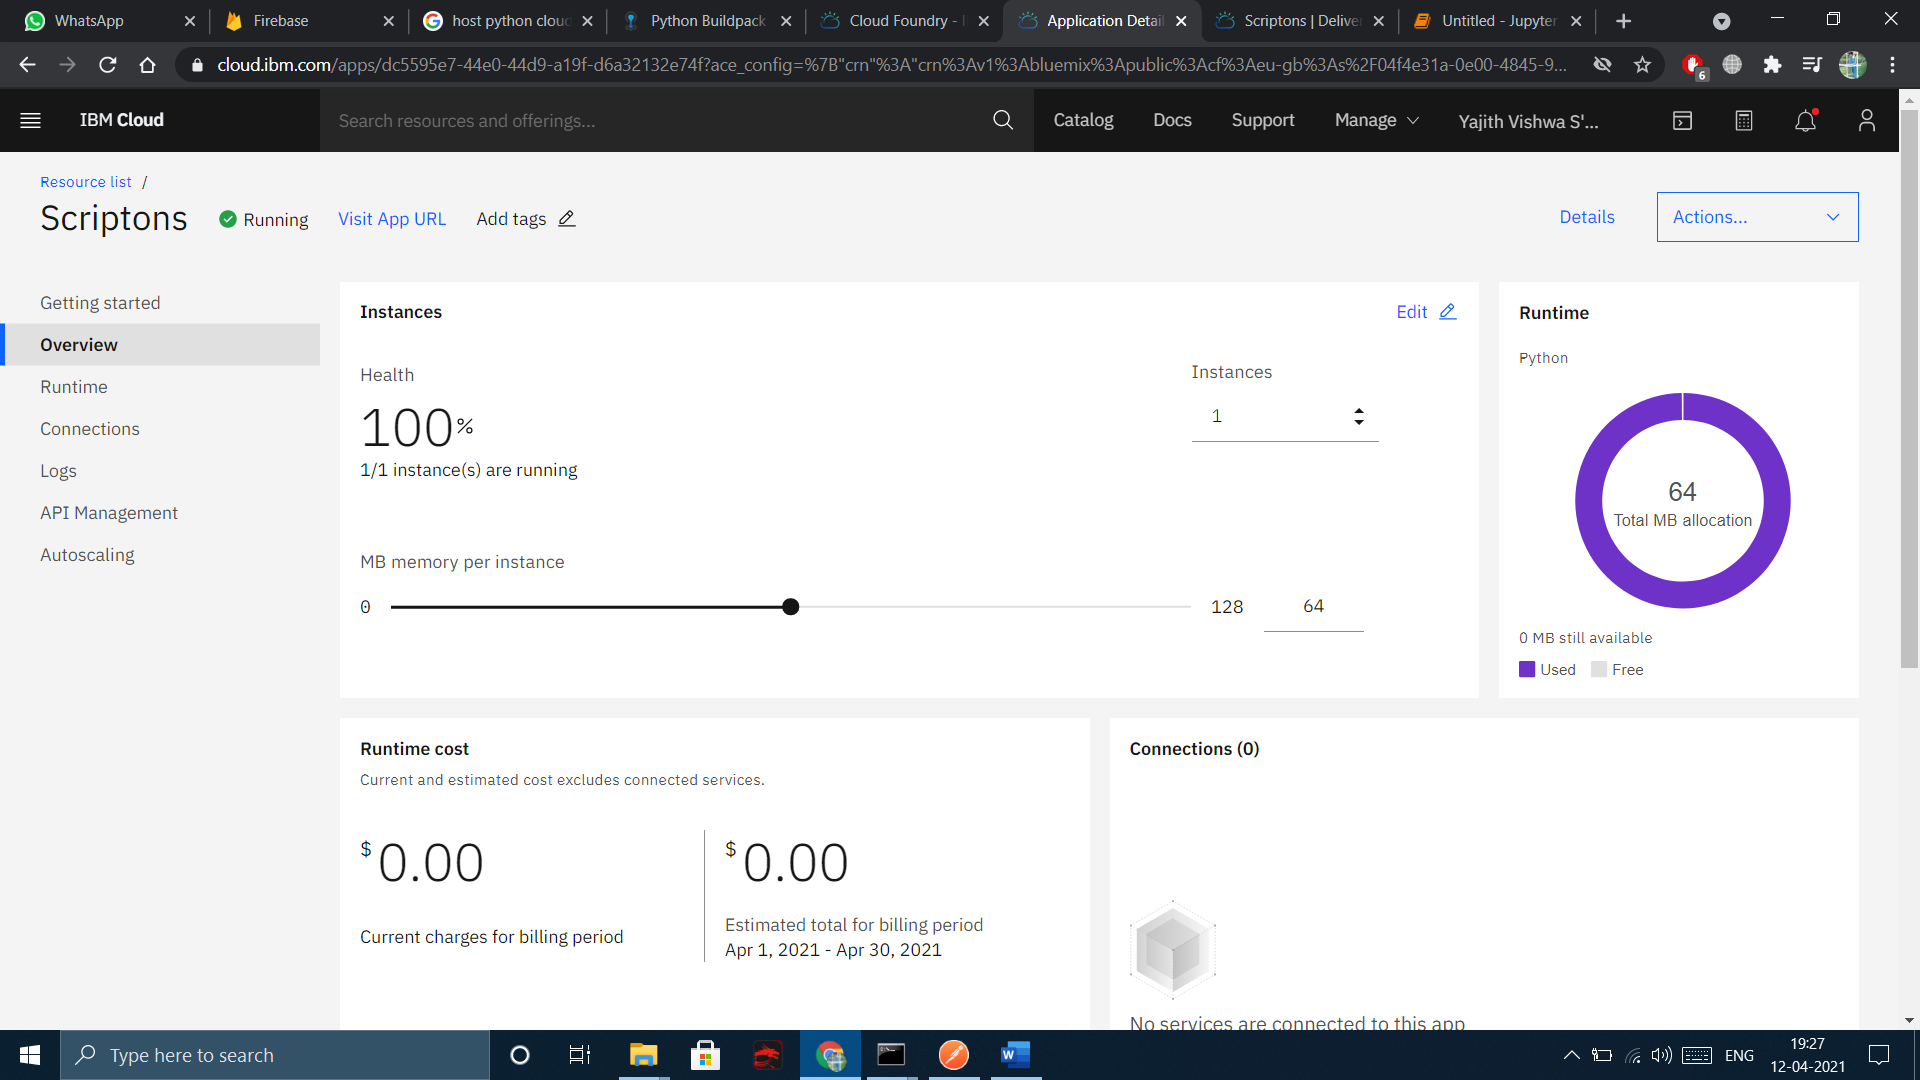 WhatsApp
Firebase
host python cloud
Python Buildpack
Cloud Foundry - I
Application Detail
Scriptons | Deliver
Untitled - Jupyter
cloud.ibm.com/apps/dc5595e7-44e0-44d9-a19f-d6a32132e74f?ace_config=%7B"crn"%3A"crn%3Av1%3Abluemix%3Apublic%3Acf%3Aeu-gb%3As%2F04f4e31a-0e00-4845-9...
6
IBM Cloud
Search resources and offerings...
Catalog
Docs
Support
Manage
Yajith Vishwa S'...
Resource list /
Scriptons
Running
Visit App URL
Add tags
Details
Actions...
Getting started
Overview
Runtime
Connections
Logs
API Management
Autoscaling
Instances
Edit
Health
100%
1/1 instance(s) are running
Instances
1
MB memory per instance
0
128
64
Runtime
Python
64
Total MB allocation
0 MB still available
Used
Free
Runtime cost
Current and estimated cost excludes connected services.
$ 0.00
Current charges for billing period
$ 0.00
Estimated total for billing period
Apr 1, 2021 - Apr 30, 2021
Connections (0)
No services are connected to this app
Type here to search
ENG
19:27
12-04-2021